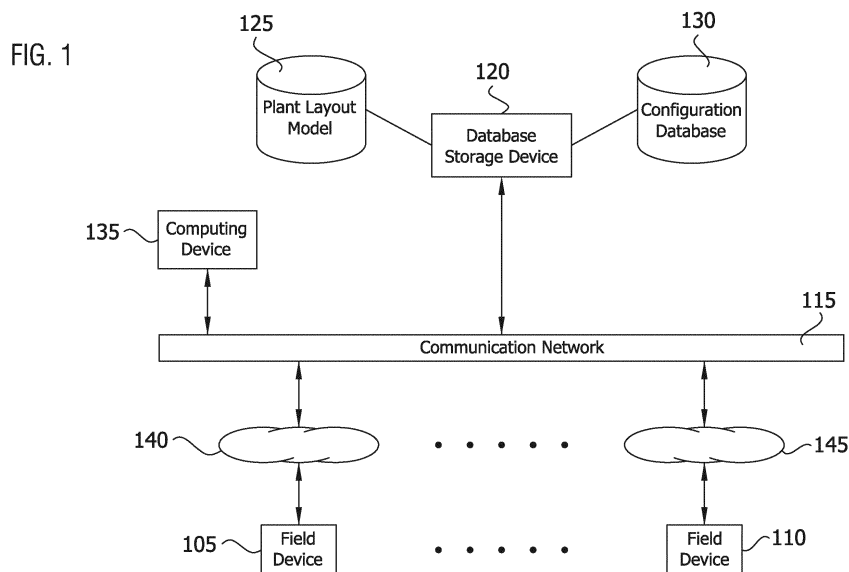 FIG. 1
125
130
120
Plant Layout
Model
Database
Storage Device
Configuration
Database
135
Computing
Device
115
Communication Network
140
145
105
Field
Device
Field
Device
110